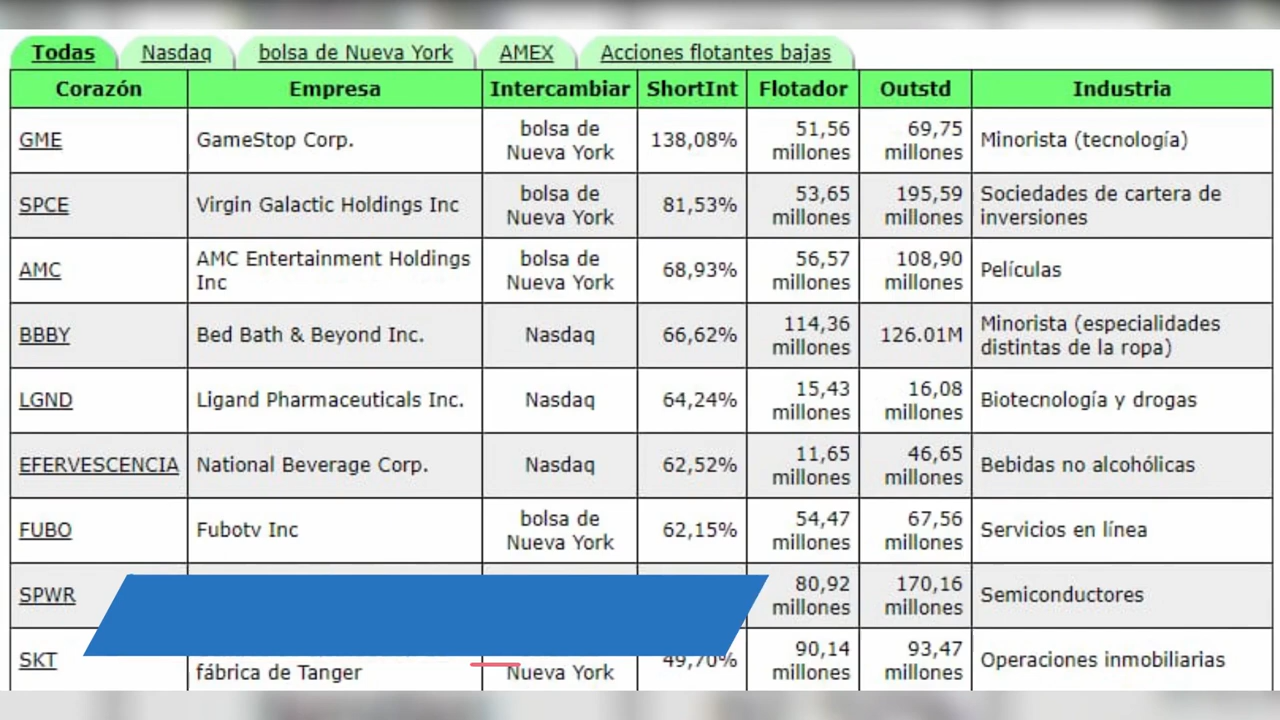 Todas
Nasdaq
bolsa de Nueva York
AMEX
Acciones flotantes bajas
Corazón Empresa Intercambiar ShortInt Flotador Outstd Industria
GME GameStop Corp. bolsa de Nueva York 138,08% 51,56 millones 69,75 millones Minorista (tecnología)
SPCE Virgin Galactic Holdings Inc bolsa de Nueva York 81,53% 53,65 millones 195,59 millones Sociedades de cartera de inversiones
AMC AMC Entertainment Holdings Inc bolsa de Nueva York 68,93% 56,57 millones 108,90 millones Películas
BBBY Bed Bath & Beyond Inc. Nasdaq 66,62% 114,36 millones 126.01M Minorista (especialidades distintas de la ropa)
LGND Ligand Pharmaceuticals Inc. Nasdaq 64,24% 15,43 millones 16,08 millones Biotecnología y drogas
EFERVESCENCIA National Beverage Corp. Nasdaq 62,52% 11,65 millones 46,65 millones Bebidas no alcohólicas
FUBO Fubotv Inc bolsa de Nueva York 62,15% 54,47 millones 67,56 millones Servicios en línea
SPWR 80,92 millones 170,16 millones Semiconductores
SKT fábrica de Tanger Nueva York 49,70% 90,14 millones 93,47 millones Operaciones inmobiliarias